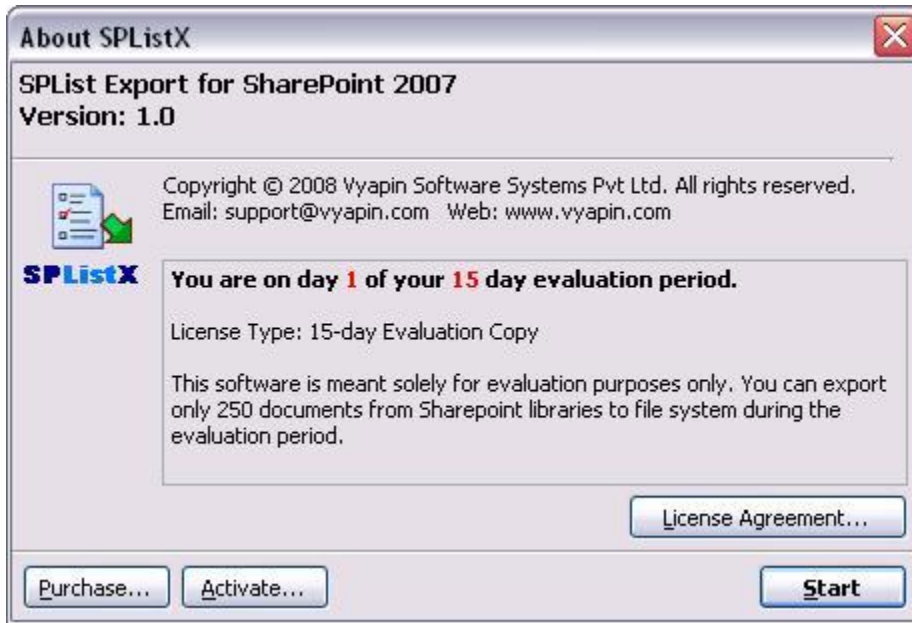 About SPListX
SPList Export for SharePoint 2007
Version: 1.0
Copyright © 2008 Vyapin Software Systems Pvt Ltd. All rights reserved.
Email: support@vyapin.com Web: www.vyapin.com
SPListX
You are on day 1 of your 15 day evaluation period.
License Type: 15-day Evaluation Copy
This software is meant solely for evaluation purposes only. You can export
only 250 documents from Sharepoint libraries to file system during the
evaluation period.
License Agreement...
Purchase...
Activate...
Start